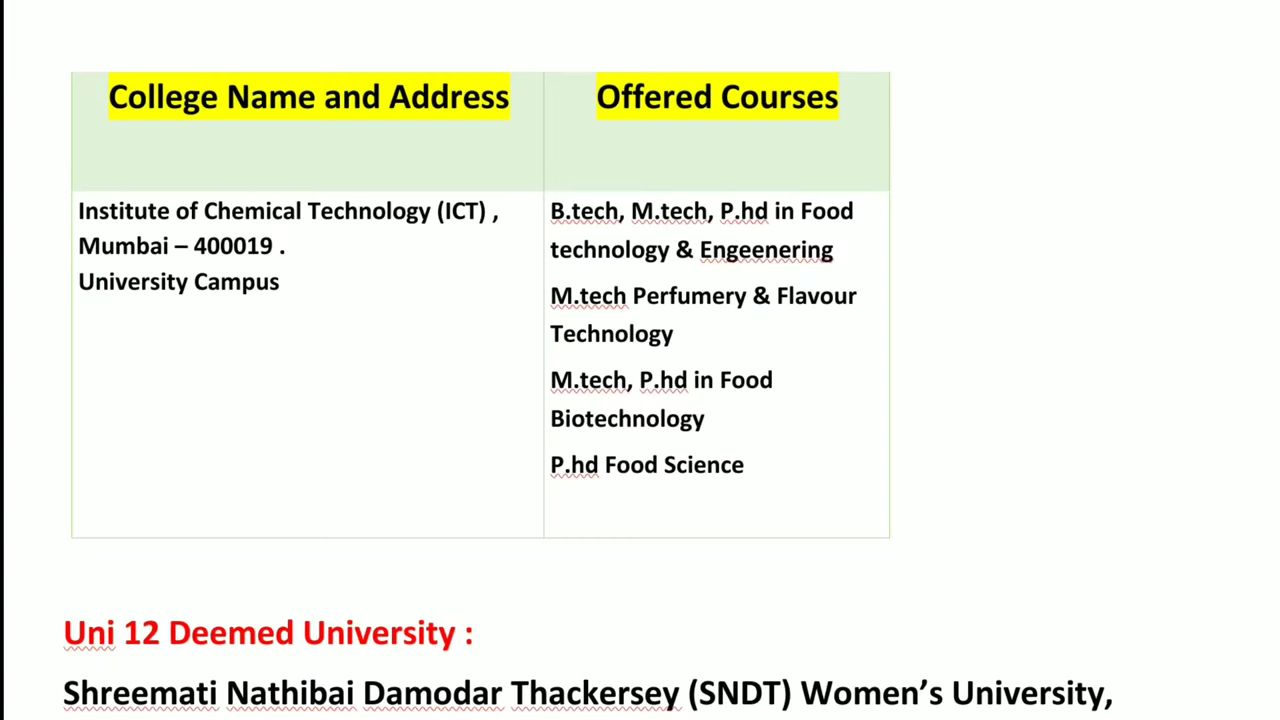 College Name and Address
Offered Courses
Institute of Chemical Technology (ICT) ,
Mumbai – 400019 .
University Campus
B.tech, M.tech, P.hd in Food
technology & Engeenering
M.tech Perfumery & Flavour
Technology
M.tech, P.hd in Food
Biotechnology
P.hd Food Science
Uni 12 Deemed University :
Shreemati Nathibai Damodar Thackersey (SNDT) Women’s University,